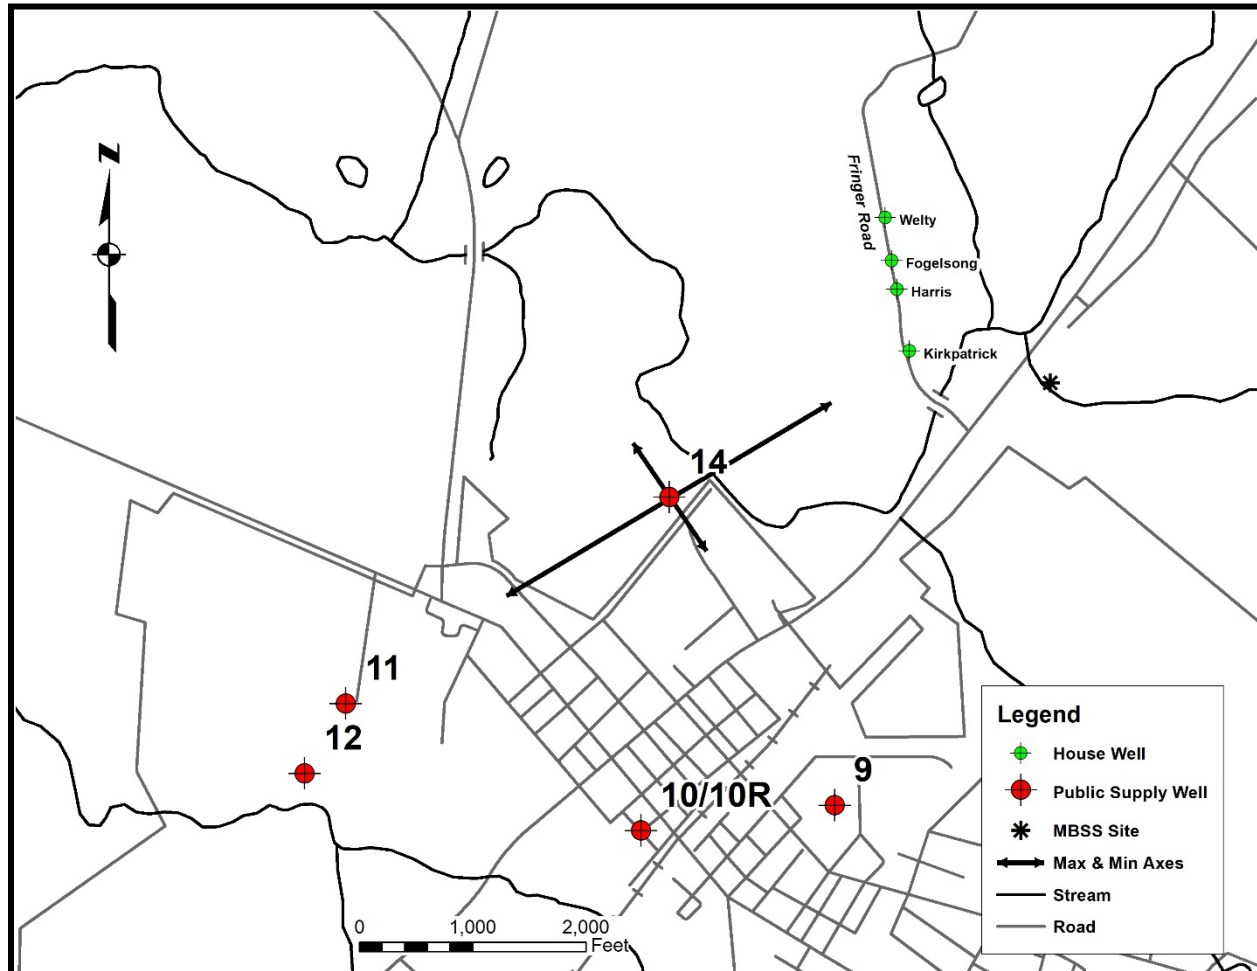 N
Fringer Road
Welty
Fogelsong
Harris
Kirkpatrick
14
11
12
10/10R
9
0 1,000 2,000
Feet
Legend
House Well
Public Supply Well
MBSS Site
Max & Min Axes
Stream
Road